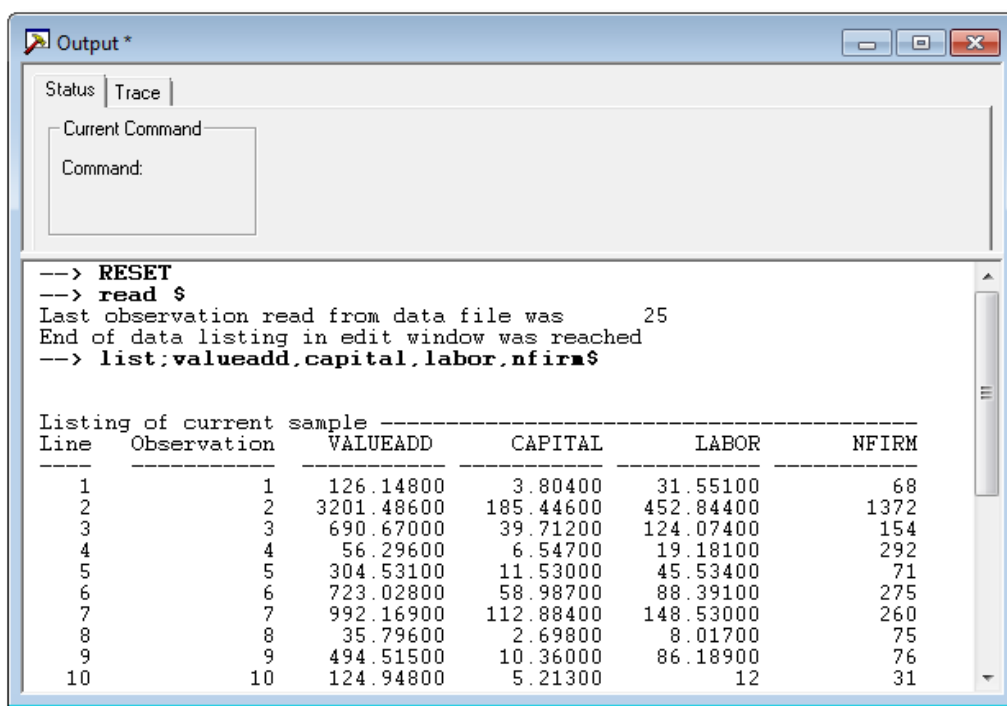 Output *
Status Trace
Current Command
Command:
--> RESET
--> read $
Last observation read from data file was 25
End of data listing in edit window was reached
--> list;valueadd,capital,labor,nfirm$
Listing of current sample --------------------------------------
Line Observation VALUEADD CAPITAL LABOR NFIRM
---- ----------- ----------- ----------- ----------- -----------
1 1 126.14800 3.80400 31.55100 68
2 2 3201.48600 185.44600 452.84400 1372
3 3 690.67000 39.71200 124.07400 154
4 4 56.29600 6.54700 19.18100 292
5 5 304.53100 11.53000 45.53400 71
6 6 723.02800 58.98700 88.39100 275
7 7 992.16900 112.88400 148.53000 260
8 8 35.79600 2.69800 8.01700 75
9 9 494.51500 10.36000 86.18900 76
10 10 124.94800 5.21300 12 31